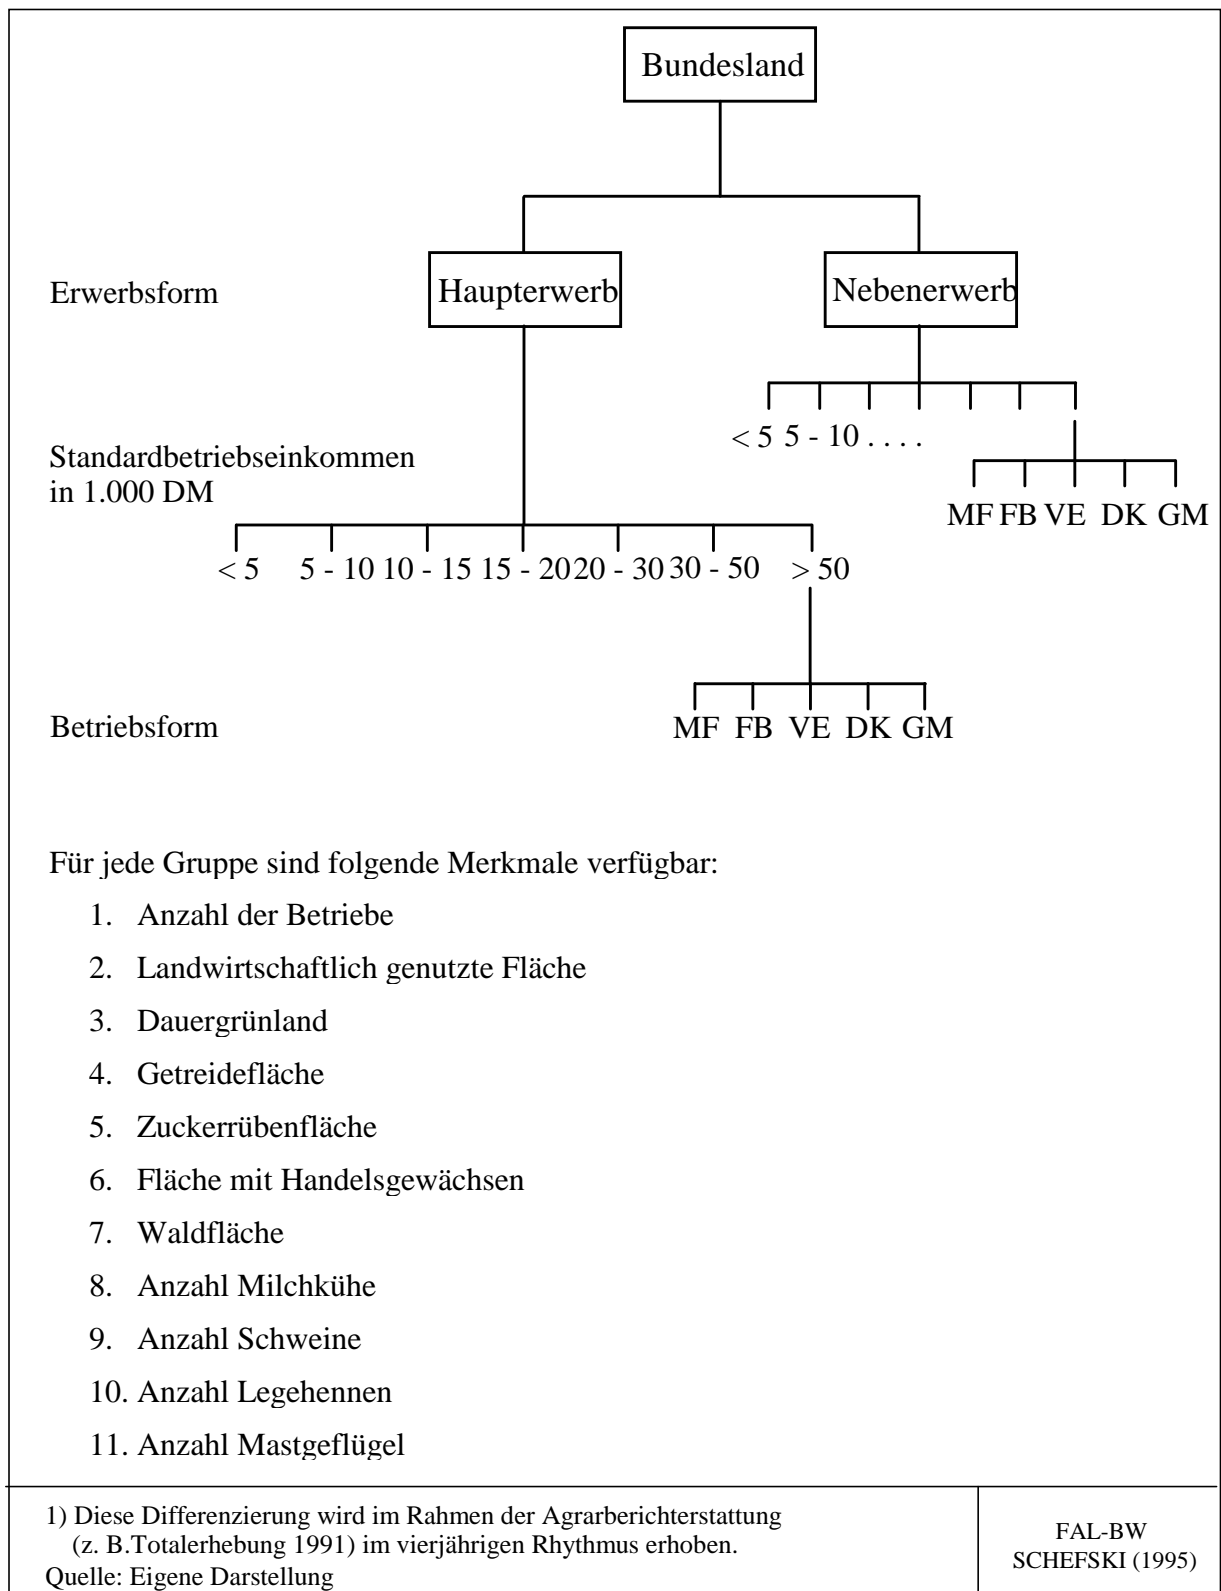 Bundesland
Erwerbsform
Haupterwerb
Nebenerwerb
< 5 5 - 10 . . . .
Standardbetriebseinkommen
in 1.000 DM
MF FB VE DK GM
< 5 5 - 10 10 - 15 15 - 20 20 - 30 30 - 50 > 50
Betriebsform
MF FB VE DK GM
Für jede Gruppe sind folgende Merkmale verfügbar:
1. Anzahl der Betriebe
2. Landwirtschaftlich genutzte Fläche
3. Dauergrünland
4. Getreidefläche
5. Zuckerrübenfläche
6. Fläche mit Handelsgewächsen
7. Waldfläche
8. Anzahl Milchkühe
9. Anzahl Schweine
10. Anzahl Legehennen
11. Anzahl Mastgeflügel
1) Diese Differenzierung wird im Rahmen der Agrarberichterstattung
(z. B.Totalerhebung 1991) im vierjährigen Rhythmus erhoben.
Quelle: Eigene Darstellung
FAL-BW
SCHEFSKI (1995)